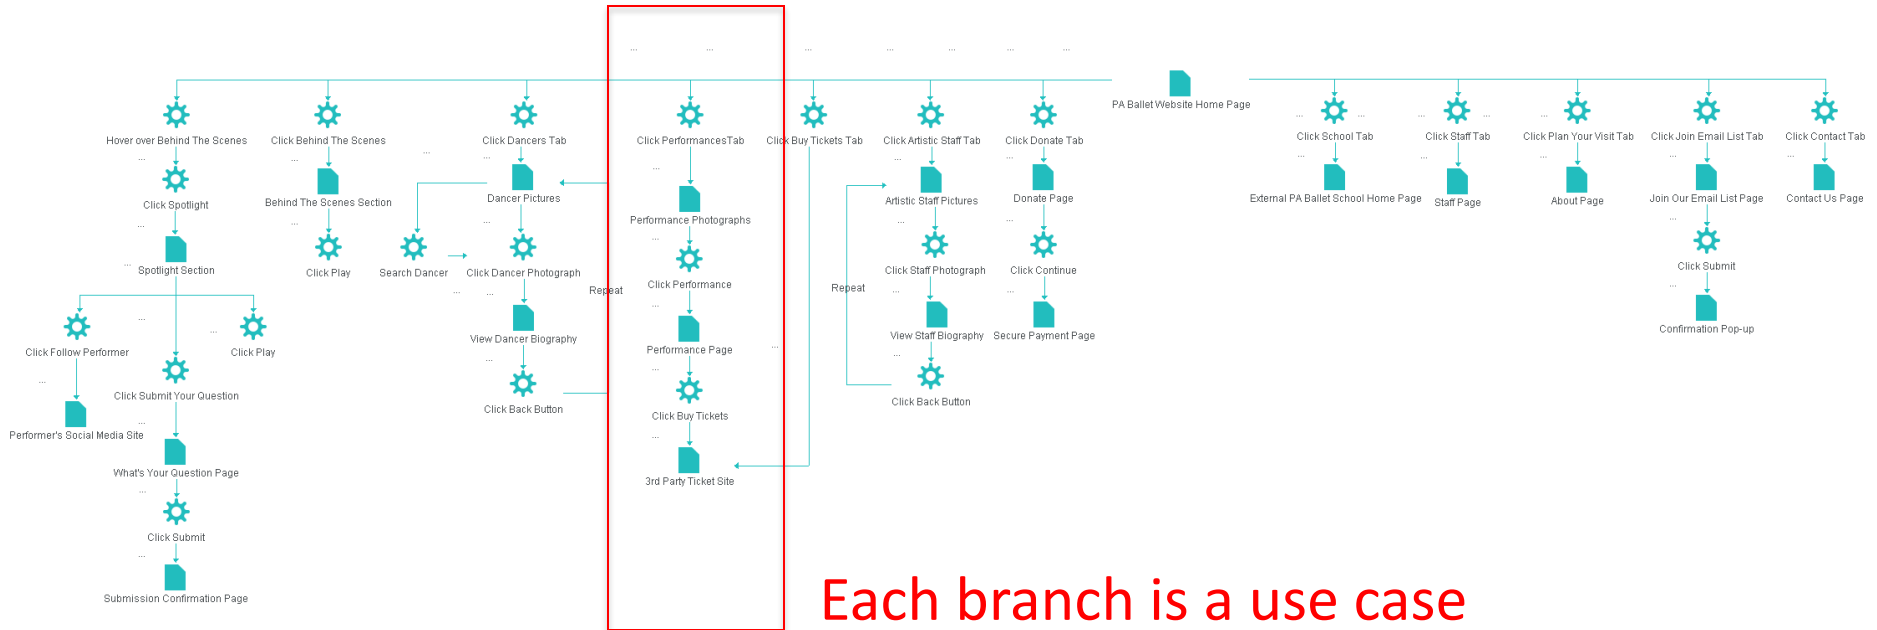 PA Ballet Website Home Page
Hover over Behind The Scenes
Click Behind The Scenes
Click Dancers Tab
Click PerformancesTab
Click Buy Tickets Tab
Click Artistic Staff Tab
Click Donate Tab
Click School Tab
Click Staff Tab
Click Plan Your Visit Tab
Click Join Email List Tab
Click Contact Tab
Click Spotlight
Behind The Scenes Section
Dancer Pictures
Performance Photographs
Artistic Staff Pictures
Donate Page
External PA Ballet School Home Page
Staff Page
About Page
Join Our Email List Page
Contact Us Page
Spotlight Section
Click Play
Search Dancer
Click Dancer Photograph
Repeat
Click Performance
Repeat
Click Staff Photograph
Click Continue
Click Submit
Click Follow Performer
Click Play
View Dancer Biography
Performance Page
View Staff Biography
Secure Payment Page
Confirmation Pop-up
Click Submit Your Question
Click Back Button
Click Buy Tickets
Click Back Button
Performer's Social Media Site
What's Your Question Page
3rd Party Ticket Site
Click Submit
Submission Confirmation Page
Each branch is a use case